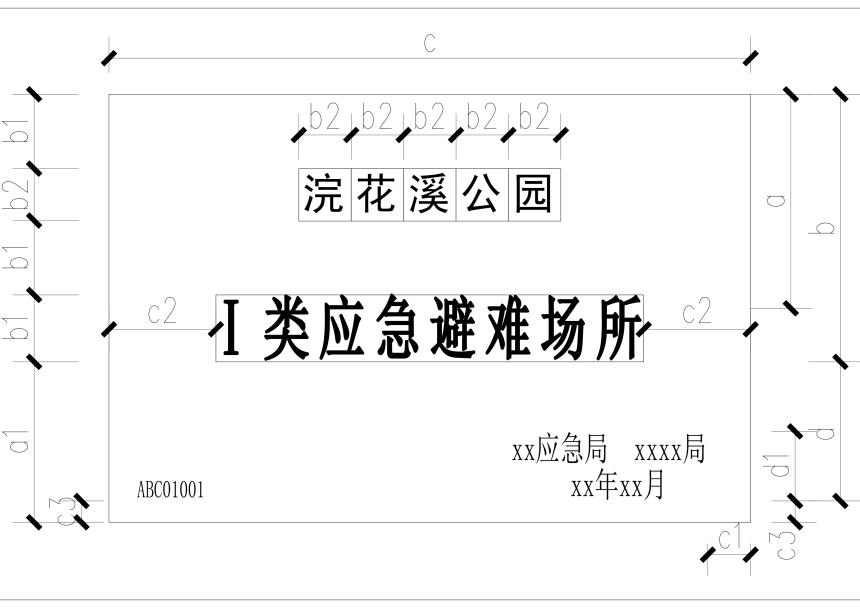 c
b2 b2 b2 b2 b2
b1
浣花溪公园
b2
a
b
b1
c2
c2
b1
I 类应急避难场所
a1
d
xx应急局 xxxx局
d1
xx年xx月
ABC01001
c3
c1
c3